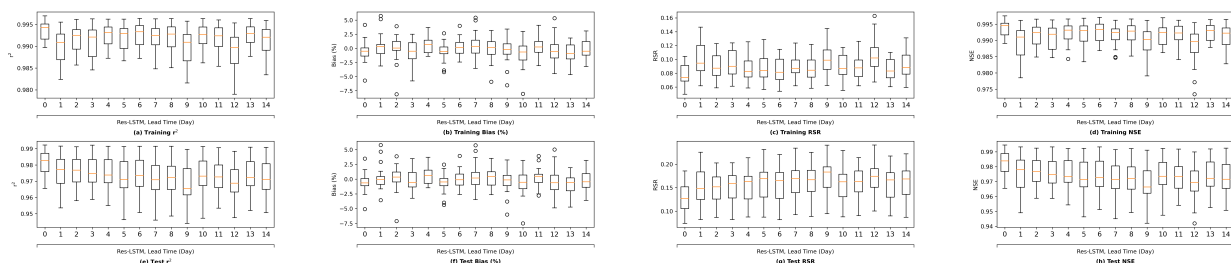 0.995
0.990
0.985
0.980
r²
0 1 2 3 4 5 6 7 8 9 10 11 12 13 14
Res-LSTM, Lead Time (Day)
(a) Training r²
5.0
2.5
0.0
−2.5
−5.0
−7.5
Bias (%)
0 1 2 3 4 5 6 7 8 9 10 11 12 13 14
Res-LSTM, Lead Time (Day)
(b) Training Bias (%)
0.16
0.14
0.12
0.10
0.08
0.06
RSR
0 1 2 3 4 5 6 7 8 9 10 11 12 13 14
Res-LSTM, Lead Time (Day)
(c) Training RSR
0.995
0.990
0.985
0.980
0.975
NSE
0 1 2 3 4 5 6 7 8 9 10 11 12 13 14
Res-LSTM, Lead Time (Day)
(d) Training NSE
0.99
0.98
0.97
0.96
0.95
r²
0 1 2 3 4 5 6 7 8 9 10 11 12 13 14
Res-LSTM, Lead Time (Day)
(e) Test r²
5.0
2.5
0.0
−2.5
−5.0
−7.5
Bias (%)
0 1 2 3 4 5 6 7 8 9 10 11 12 13 14
Res-LSTM, Lead Time (Day)
(f) Test Bias (%)
0.20
0.15
0.10
RSR
0 1 2 3 4 5 6 7 8 9 10 11 12 13 14
Res-LSTM, Lead Time (Day)
(g) Test RSR
0.99
0.98
0.97
0.96
0.95
0.94
NSE
0 1 2 3 4 5 6 7 8 9 10 11 12 13 14
Res-LSTM, Lead Time (Day)
(h) Test NSE